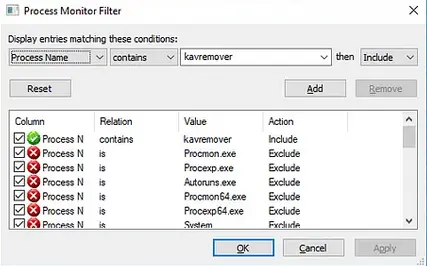 Process Monitor Filter
Display entries matching these conditions:
Process Name contains kavremover then Include
Reset Add Remove
Column Relation Value Action
Process N contains kavremover Include
Process N is Procmon.exe Exclude
Process N is Procexp.exe Exclude
Process N is Autoruns.exe Exclude
Process N is Procmon64.exe Exclude
Process N is Procexp64.exe Exclude
Process N is System Exclude
OK Cancel Apply